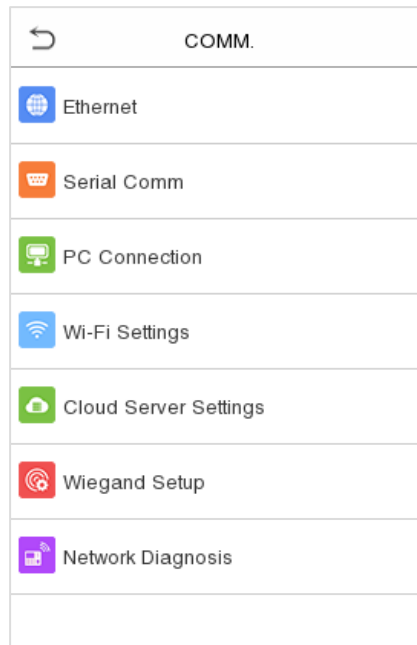 COMM.
Ethernet
Serial Comm
PC Connection
Wi-Fi Settings
Cloud Server Settings
Wiegand Setup
Network Diagnosis